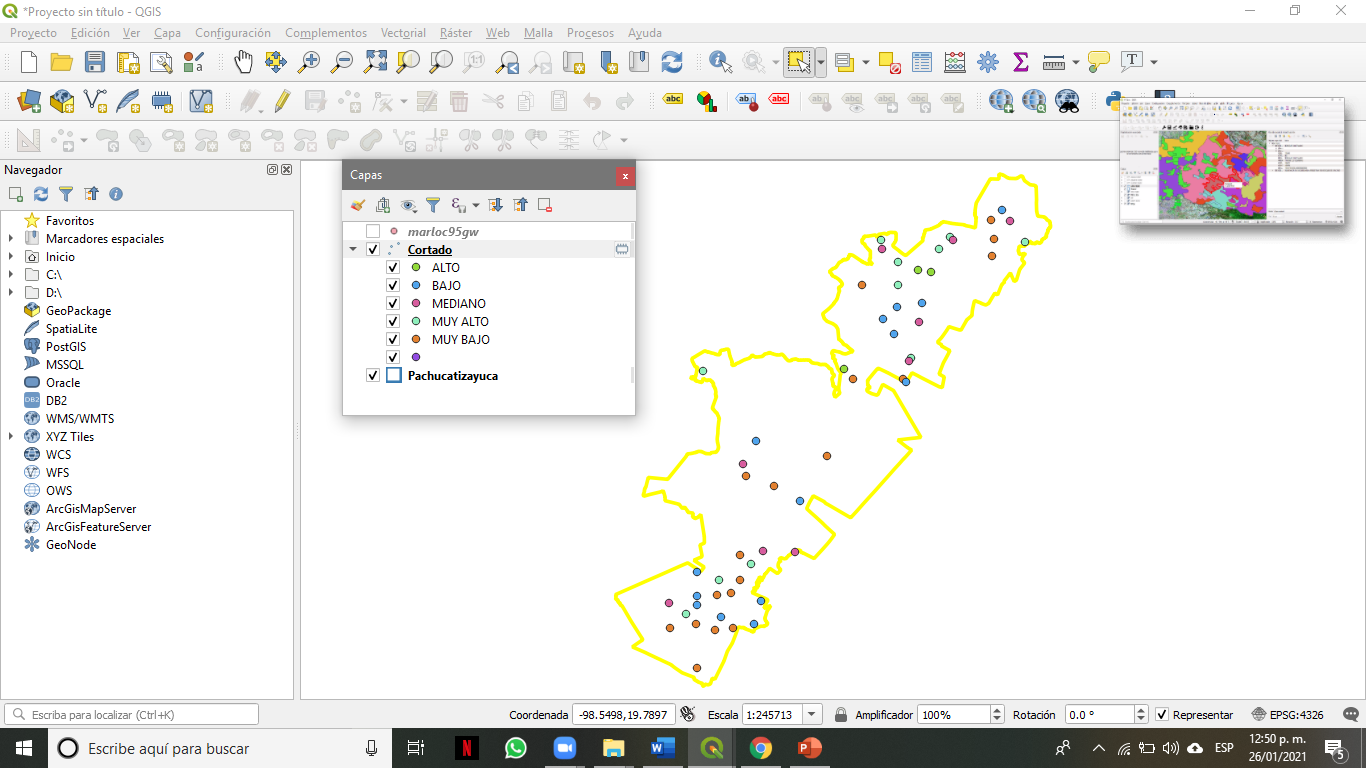 *Proyecto sin título - QGIS
Proyecto Edición Ver Capa Configuración Complementos Vectorial Ráster Web Malla Procesos Ayuda
Navegador
Favoritos
Marcadores espaciales
Inicio
C:\
D:\
GeoPackage
SpatiaLite
PostGIS
MSSQL
Oracle
DB2
WMS/WMTS
XYZ Tiles
WCS
WFS
OWS
ArcGisMapServer
ArcGisFeatureServer
GeoNode
Capas
marloc95gw
Cortado
ALTO
BAJO
MEDIANO
MUY ALTO
MUY BAJO
Pachucatizayuca
Escriba para localizar (Ctrl+K)
Coordenada -98.5498,19.7897 Escala 1:245713 Amplificador 100% Rotación 0.0 ° Representar EPSG:4326
Escribe aquí para buscar
ESP
12:50 p. m.
26/01/2021
5